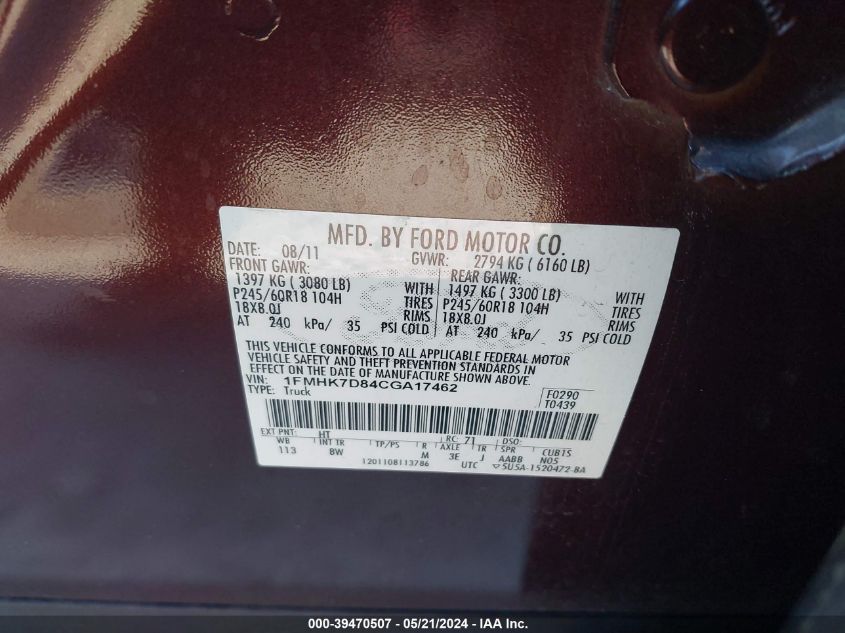 MFD. BY FORD MOTOR CO.
DATE: 08/11 GVWR: 2794 KG ( 6160 LB)
FRONT GAWR: REAR GAWR:
1397 KG ( 3080 LB) WITH 1497 KG ( 3300 LB) WITH
P245/60R18 104H TIRES P245/60R18 104H TIRES
18X8.0J RIMS 18X8.0J RIMS
AT 240 kPa/ 35 PSI COLD AT 240 kPa/ 35 PSI COLD
THIS VEHICLE CONFORMS TO ALL APPLICABLE FEDERAL MOTOR
VEHICLE SAFETY AND THEFT PREVENTION STANDARDS IN
EFFECT ON THE DATE OF MANUFACTURE SHOWN ABOVE.
VIN: 1FMHK7D84CGA17462 F0290
TYPE: Truck T0439
EXT PNT: HT RC: 71 DSO:
WB INT TR TP/PS R AXLE TR SPR CUBTS
113 BW M 3E J AABB N05
1201108113786 UTC 5U5A-1520472-BA
000-39470507 - 05/21/2024 - IAA, Inc.